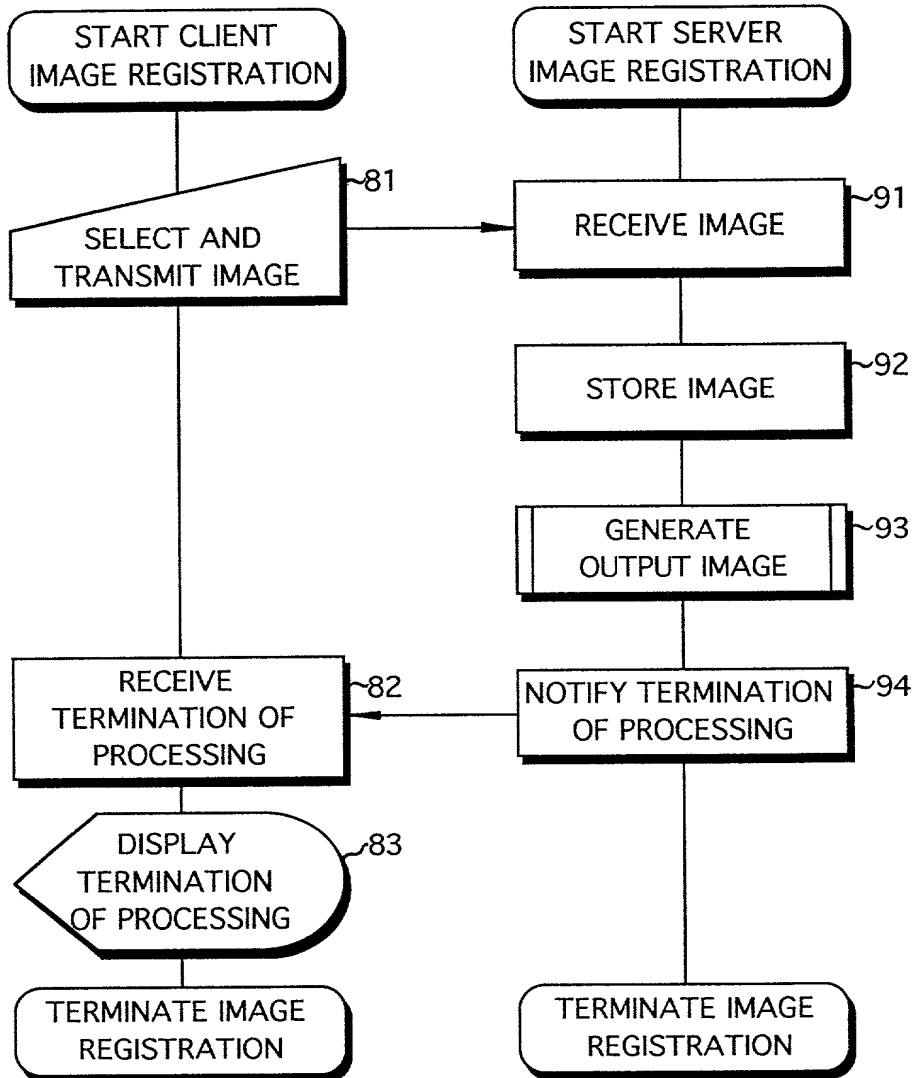 START CLIENT
IMAGE REGISTRATION
START SERVER
IMAGE REGISTRATION
81
SELECT AND
TRANSMIT IMAGE
91
RECEIVE IMAGE
92
STORE IMAGE
93
GENERATE
OUTPUT IMAGE
82
RECEIVE
TERMINATION OF
PROCESSING
94
NOTIFY TERMINATION
OF PROCESSING
83
DISPLAY
TERMINATION
OF PROCESSING
TERMINATE IMAGE
REGISTRATION
TERMINATE IMAGE
REGISTRATION